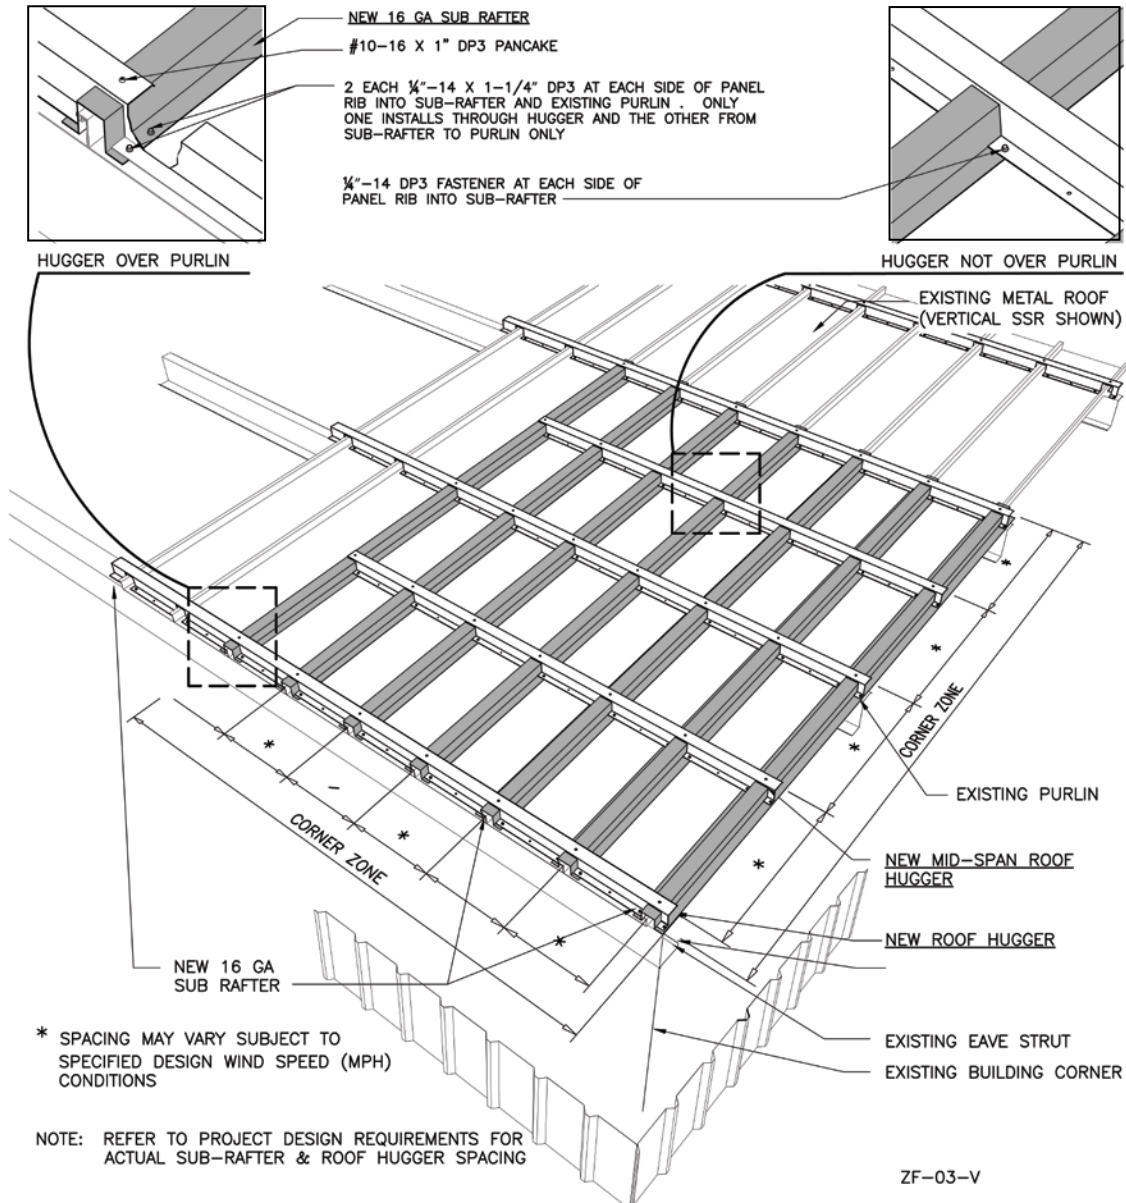 NEW 16 GA SUB RAFTER
#10-16 X 1" DP3 PANCAKE
2 EACH ¼"-14 X 1-1/4" DP3 AT EACH SIDE OF PANEL
RIB INTO SUB-RAFTER AND EXISTING PURLIN . ONLY
ONE INSTALLS THROUGH HUGGER AND THE OTHER FROM
SUB-RAFTER TO PURLIN ONLY
¼"-14 DP3 FASTENER AT EACH SIDE OF
PANEL RIB INTO SUB-RAFTER
HUGGER OVER PURLIN
HUGGER NOT OVER PURLIN
EXISTING METAL ROOF
(VERTICAL SSR SHOWN)
*
*
CORNER ZONE
*
*
EXISTING PURLIN
*
*
*
CORNER ZONE
NEW MID-SPAN ROOF
HUGGER
NEW ROOF HUGGER
NEW 16 GA
SUB RAFTER
EXISTING EAVE STRUT
EXISTING BUILDING CORNER
* SPACING MAY VARY SUBJECT TO
SPECIFIED DESIGN WIND SPEED (MPH)
CONDITIONS
NOTE: REFER TO PROJECT DESIGN REQUIREMENTS FOR
ACTUAL SUB-RAFTER & ROOF HUGGER SPACING
ZF-03-V